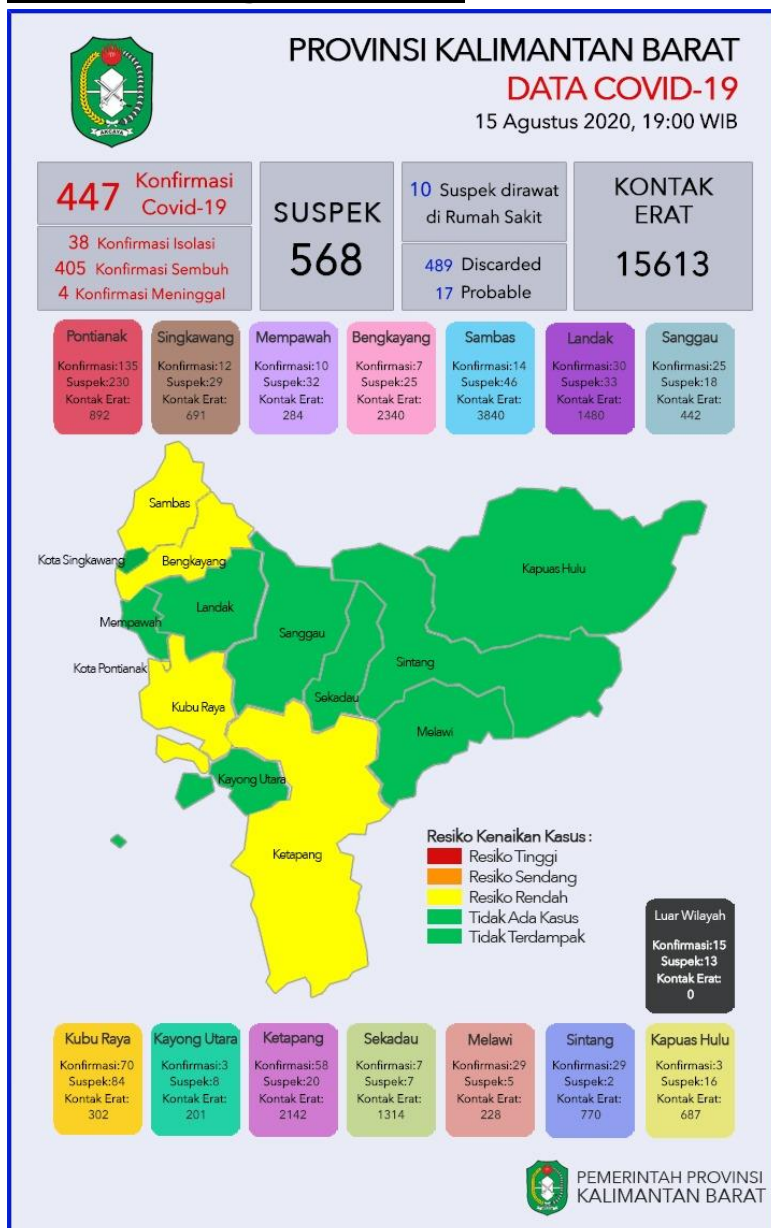 PROVINSI KALIMANTAN BARAT
DATA COVID-19
15 Agustus 2020, 19:00 WIB
AKCAYA
447 Konfirmasi
Covid-19
38 Konfirmasi Isolasi
405 Konfirmasi Sembuh
4 Konfirmasi Meninggal
SUSPEK
568
10 Suspek dirawat
di Rumah Sakit
489 Discarded
17 Probable
KONTAK
ERAT
15613
Pontianak
Konfirmasi:135
Suspek:230
Kontak Erat:
892
Singkawang
Konfirmasi:12
Suspek:29
Kontak Erat:
691
Mempawah
Konfirmasi:10
Suspek:32
Kontak Erat:
284
Bengkayang
Konfirmasi:7
Suspek:25
Kontak Erat:
2340
Sambas
Konfirmasi:14
Suspek:46
Kontak Erat:
3840
Landak
Konfirmasi:30
Suspek:33
Kontak Erat:
1480
Sanggau
Konfirmasi:25
Suspek:18
Kontak Erat:
442
Sambas
Kota Singkawang
Bengkayang
Kapuas Hulu
Landak
Mempawah
Sanggau
Kota Pontianak
Sintang
Sekadau
Kubu Raya
Melawi
Kayong Utara
Ketapang
Resiko Kenaikan Kasus :
Resiko Tinggi
Resiko Sendang
Resiko Rendah
Tidak Ada Kasus
Tidak Terdampak
Luar Wilayah
Konfirmasi:15
Suspek:13
Kontak Erat:
0
Kubu Raya
Konfirmasi:70
Suspek:84
Kontak Erat:
302
Kayong Utara
Konfirmasi:3
Suspek:8
Kontak Erat:
201
Ketapang
Konfirmasi:58
Suspek:20
Kontak Erat:
2142
Sekadau
Konfirmasi:7
Suspek:7
Kontak Erat:
1314
Melawi
Konfirmasi:29
Suspek:5
Kontak Erat:
228
Sintang
Konfirmasi:29
Suspek:2
Kontak Erat:
770
Kapuas Hulu
Konfirmasi:3
Suspek:16
Kontak Erat:
687
PEMERINTAH PROVINSI
KALIMANTAN BARAT